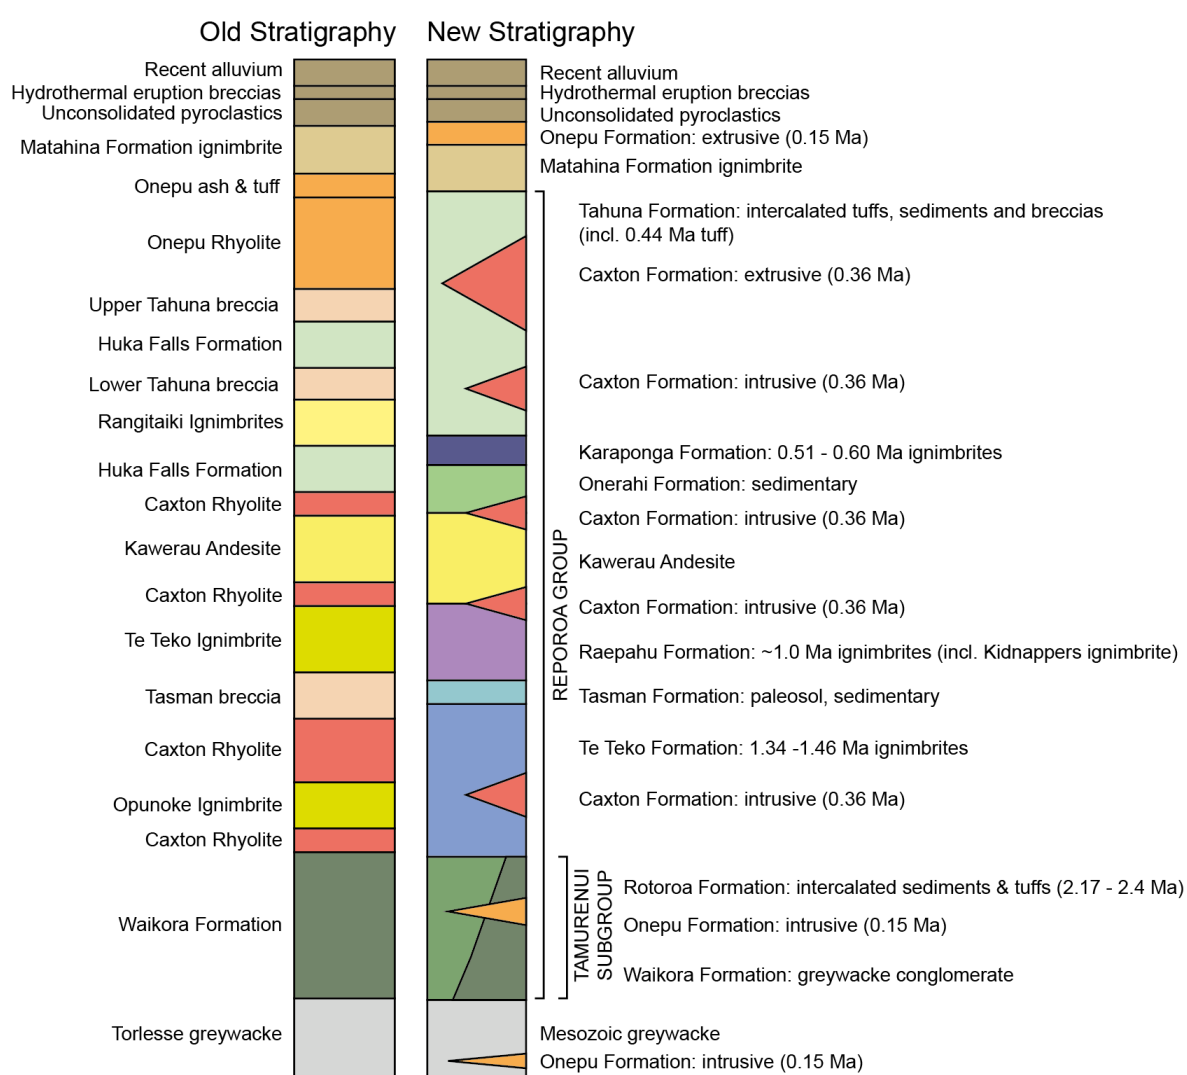 Old Stratigraphy
Recent alluvium
Hydrothermal eruption breccias
Unconsolidated pyroclastics
Matahina Formation ignimbrite
Onepu ash & tuff
Onepu Rhyolite
Upper Tahuna breccia
Huka Falls Formation
Lower Tahuna breccia
Rangitaiki Ignimbrites
Huka Falls Formation
Caxton Rhyolite
Kawerau Andesite
Caxton Rhyolite
Te Teko Ignimbrite
Tasman breccia
Caxton Rhyolite
Opunoke Ignimbrite
Caxton Rhyolite
Waikora Formation
Torlesse greywacke
New Stratigraphy
Recent alluvium
Hydrothermal eruption breccias
Unconsolidated pyroclastics
Onepu Formation: extrusive (0.15 Ma)
Matahina Formation ignimbrite
REPOROA GROUP
Tahuna Formation: intercalated tuffs, sediments and breccias
(incl. 0.44 Ma tuff)
Caxton Formation: extrusive (0.36 Ma)
Caxton Formation: intrusive (0.36 Ma)
Karaponga Formation: 0.51 - 0.60 Ma ignimbrites
Onerahi Formation: sedimentary
Caxton Formation: intrusive (0.36 Ma)
Kawerau Andesite
Caxton Formation: intrusive (0.36 Ma)
Raepahu Formation: ~1.0 Ma ignimbrites (incl. Kidnappers ignimbrite)
Tasman Formation: paleosol, sedimentary
Te Teko Formation: 1.34 -1.46 Ma ignimbrites
Caxton Formation: intrusive (0.36 Ma)
TAMURENUI
SUBGROUP
Rotoroa Formation: intercalated sediments & tuffs (2.17 - 2.4 Ma)
Onepu Formation: intrusive (0.15 Ma)
Waikora Formation: greywacke conglomerate
Mesozoic greywacke
Onepu Formation: intrusive (0.15 Ma)